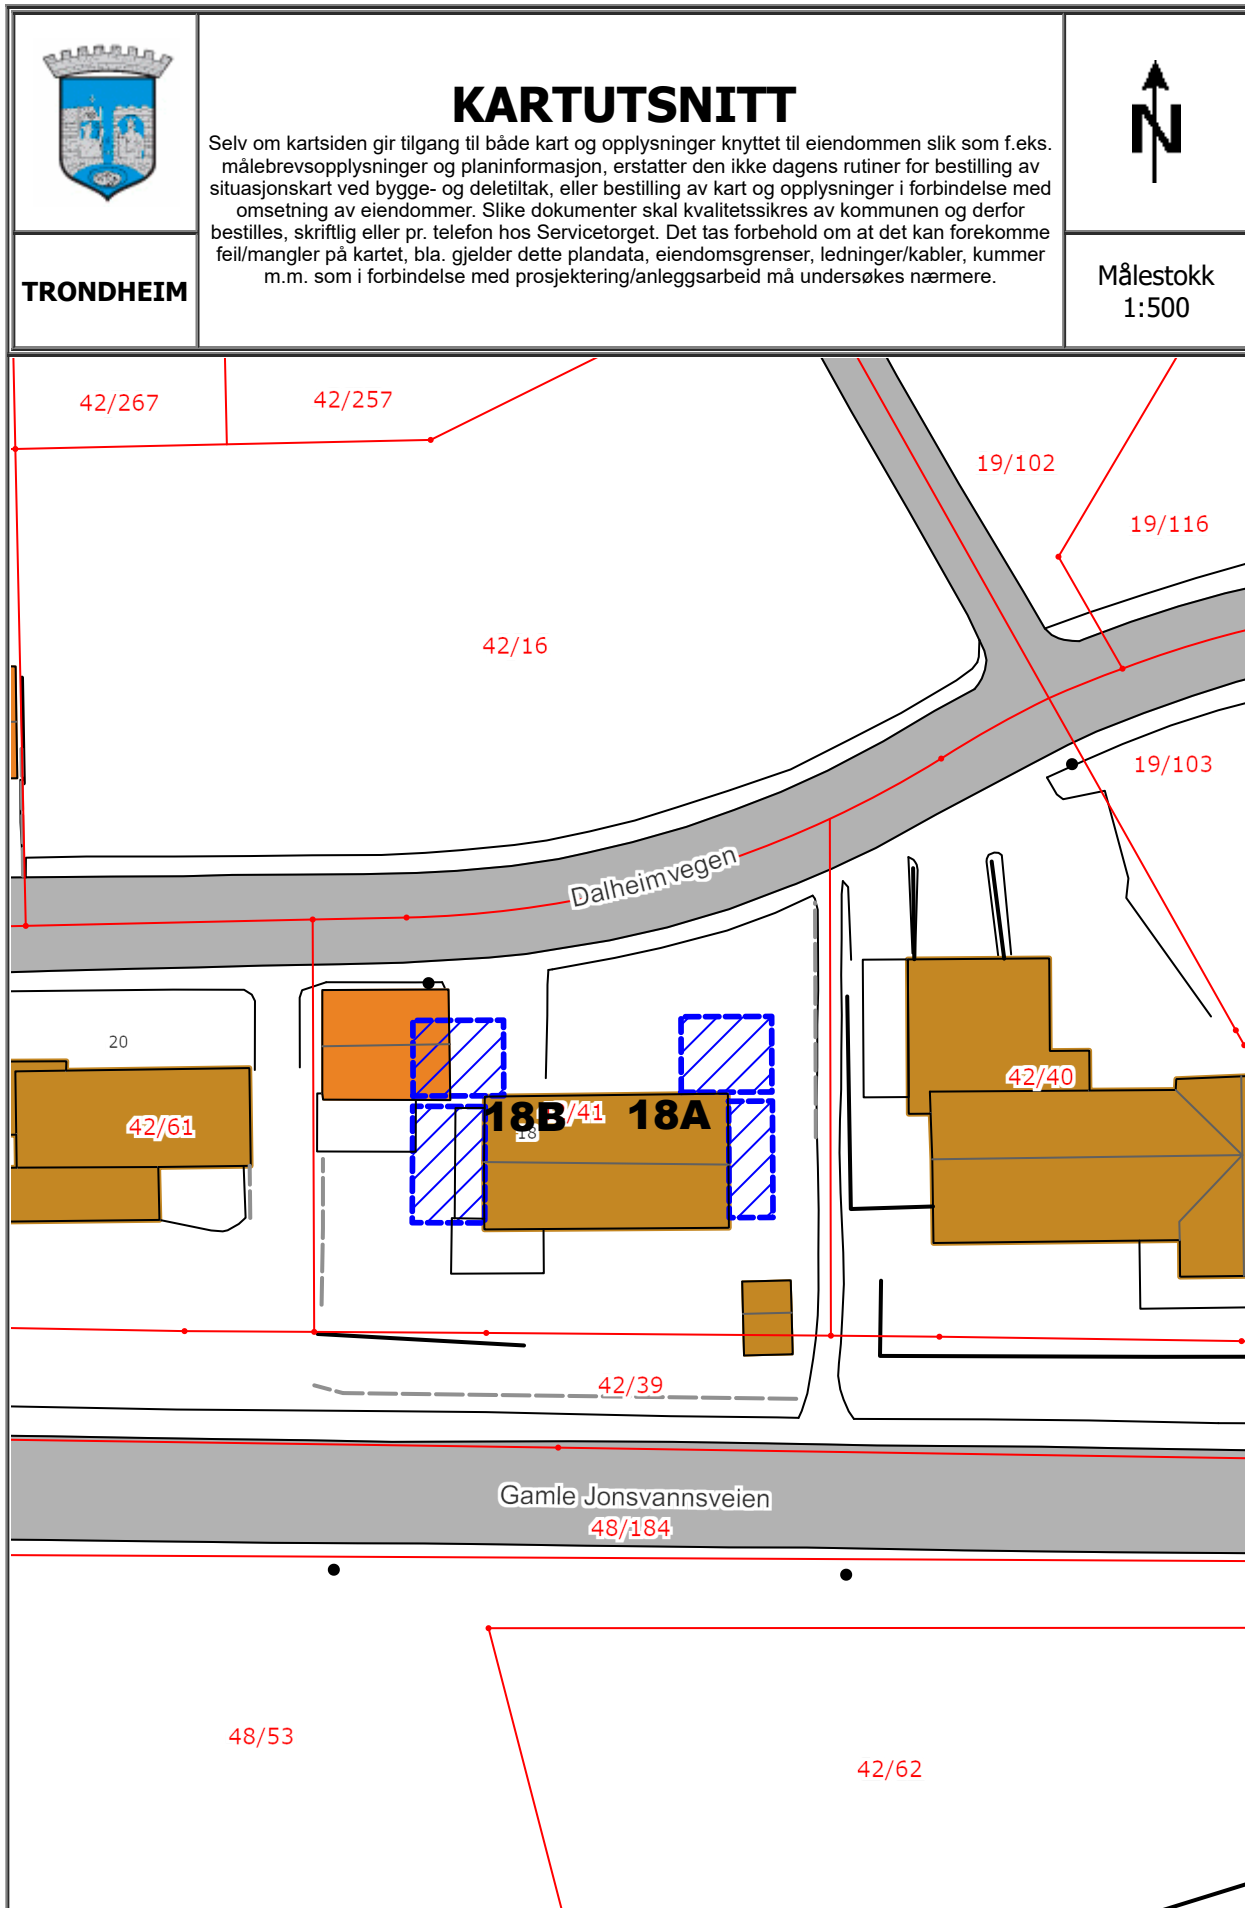 KARTUTSNITT
Selv om kartsiden gir tilgang til både kart og opplysninger knyttet til eiendommen slik som f.eks.
målebrevsopplysninger og planinformasjon, erstatter den ikke dagens rutiner for bestilling av
situasjonskart ved bygge- og deletiltak, eller bestilling av kart og opplysninger i forbindelse med
omsetning av eiendommer. Slike dokumenter skal kvalitetssikres av kommunen og derfor
bestilles, skriftlig eller pr. telefon hos Servicetorget. Det tas forbehold om at det kan forekomme
feil/mangler på kartet, bla. gjelder dette plandata, eiendomsgrenser, ledninger/kabler, kummer
m.m. som i forbindelse med prosjektering/anleggsarbeid må undersøkes nærmere.
TRONDHEIM
N
Målestokk
1:500
42/267
42/257
19/102
19/116
42/16
19/103
Dalheimvegen
20
42/61
18B
/41
18A
18
42/40
42/39
Gamle Jonsvannsveien
48/184
48/53
42/62